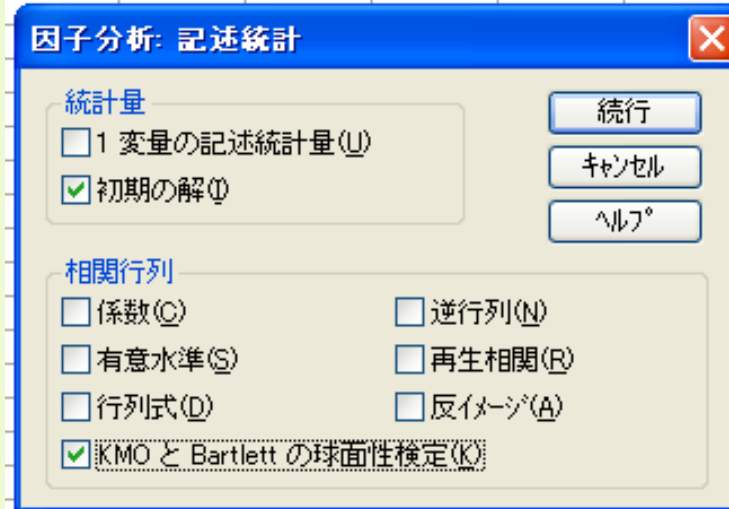 因子分析: 記述統計
統計量
1 変量の記述統計量(U)
初期の解(I)
続行
キャンセル
ヘルプ
相関行列
係数(C)
逆行列(N)
有意水準(S)
再生相関(R)
行列式(D)
反イメージ(A)
KMO と Bartlett の球面性検定(K)